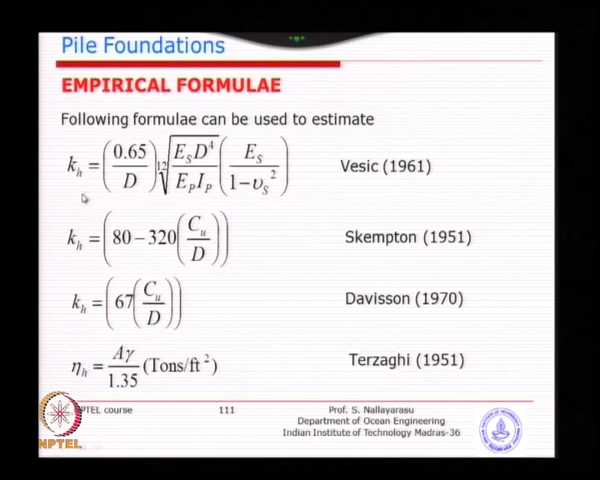 Pile Foundations
EMPIRICAL FORMULAE
Following formulae can be used to estimate
k_h = (0.65/D) ¹²√(E_S D⁴/E_P I_P) (E_S/1−υ_S²) Vesic (1961)
k_h = (80−320(C_u/D)) Skempton (1951)
k_h = (67(C_u/D)) Davisson (1970)
η_h = Aγ/1.35 (Tons/ft²) Terzaghi (1951)
NPTEL course 111 Prof. S. Nallayarasu
Department of Ocean Engineering
Indian Institute of Technology Madras-36
NPTEL